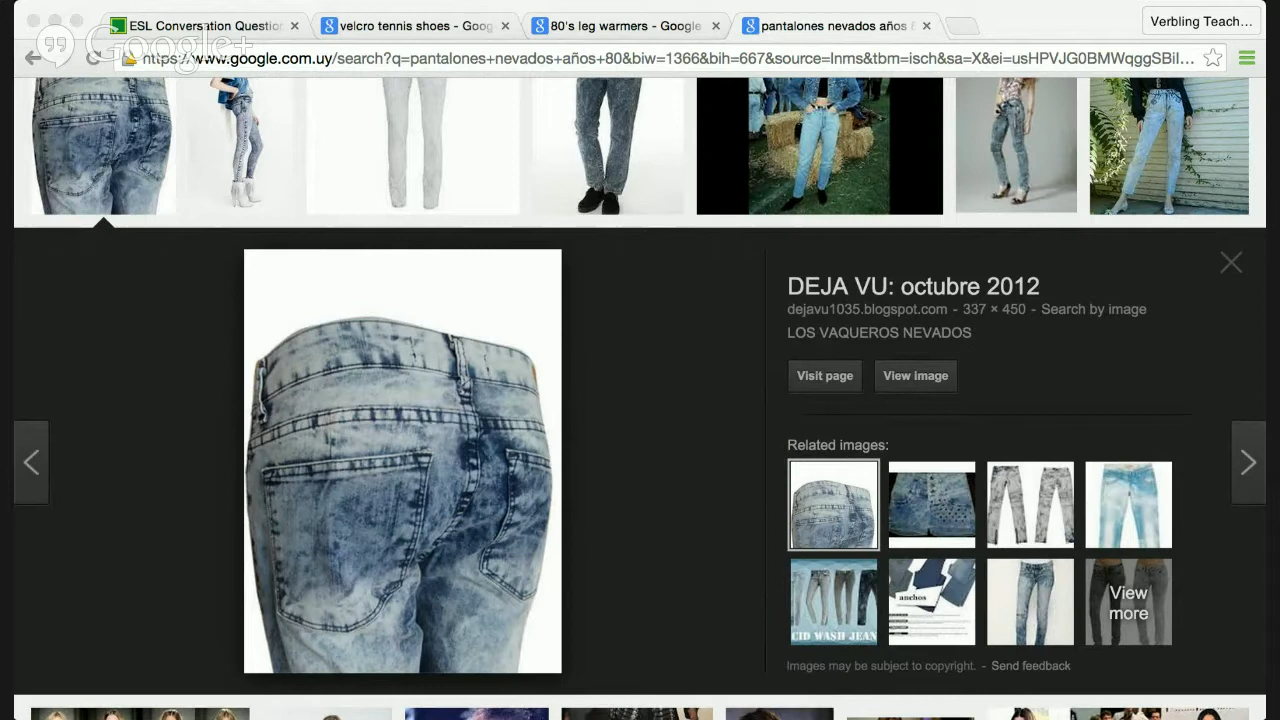 ESL Conversation Question
velcro tennis shoes - Goog
80's leg warmers - Google
pantalones nevados años 8
Verbling Teach...
Google+
https://www.google.com.uy/search?q=pantalones+nevados+años+80&biw=1366&bih=667&source=lnms&tbm=isch&sa=X&ei=usHPVJG0BMWqggSBiI...
DEJA VU: octubre 2012
dejavu1035.blogspot.com - 337 × 450 - Search by image
LOS VAQUEROS NEVADOS
Visit page
View image
Related images:
anchos
CID WASH JEAN
View
more
Images may be subject to copyright. - Send feedback